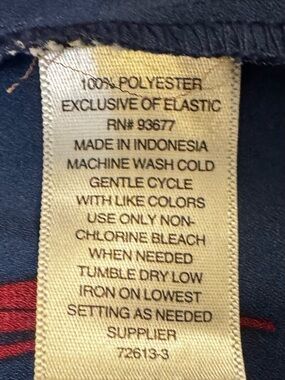 100% POLYESTER
EXCLUSIVE OF ELASTIC
RN# 93677
MADE IN INDONESIA
MACHINE WASH COLD
GENTLE CYCLE
WITH LIKE COLORS
USE ONLY NON-
CHLORINE BLEACH
WHEN NEEDED
TUMBLE DRY LOW
IRON ON LOWEST
SETTING AS NEEDED
SUPPLIER
72613-3